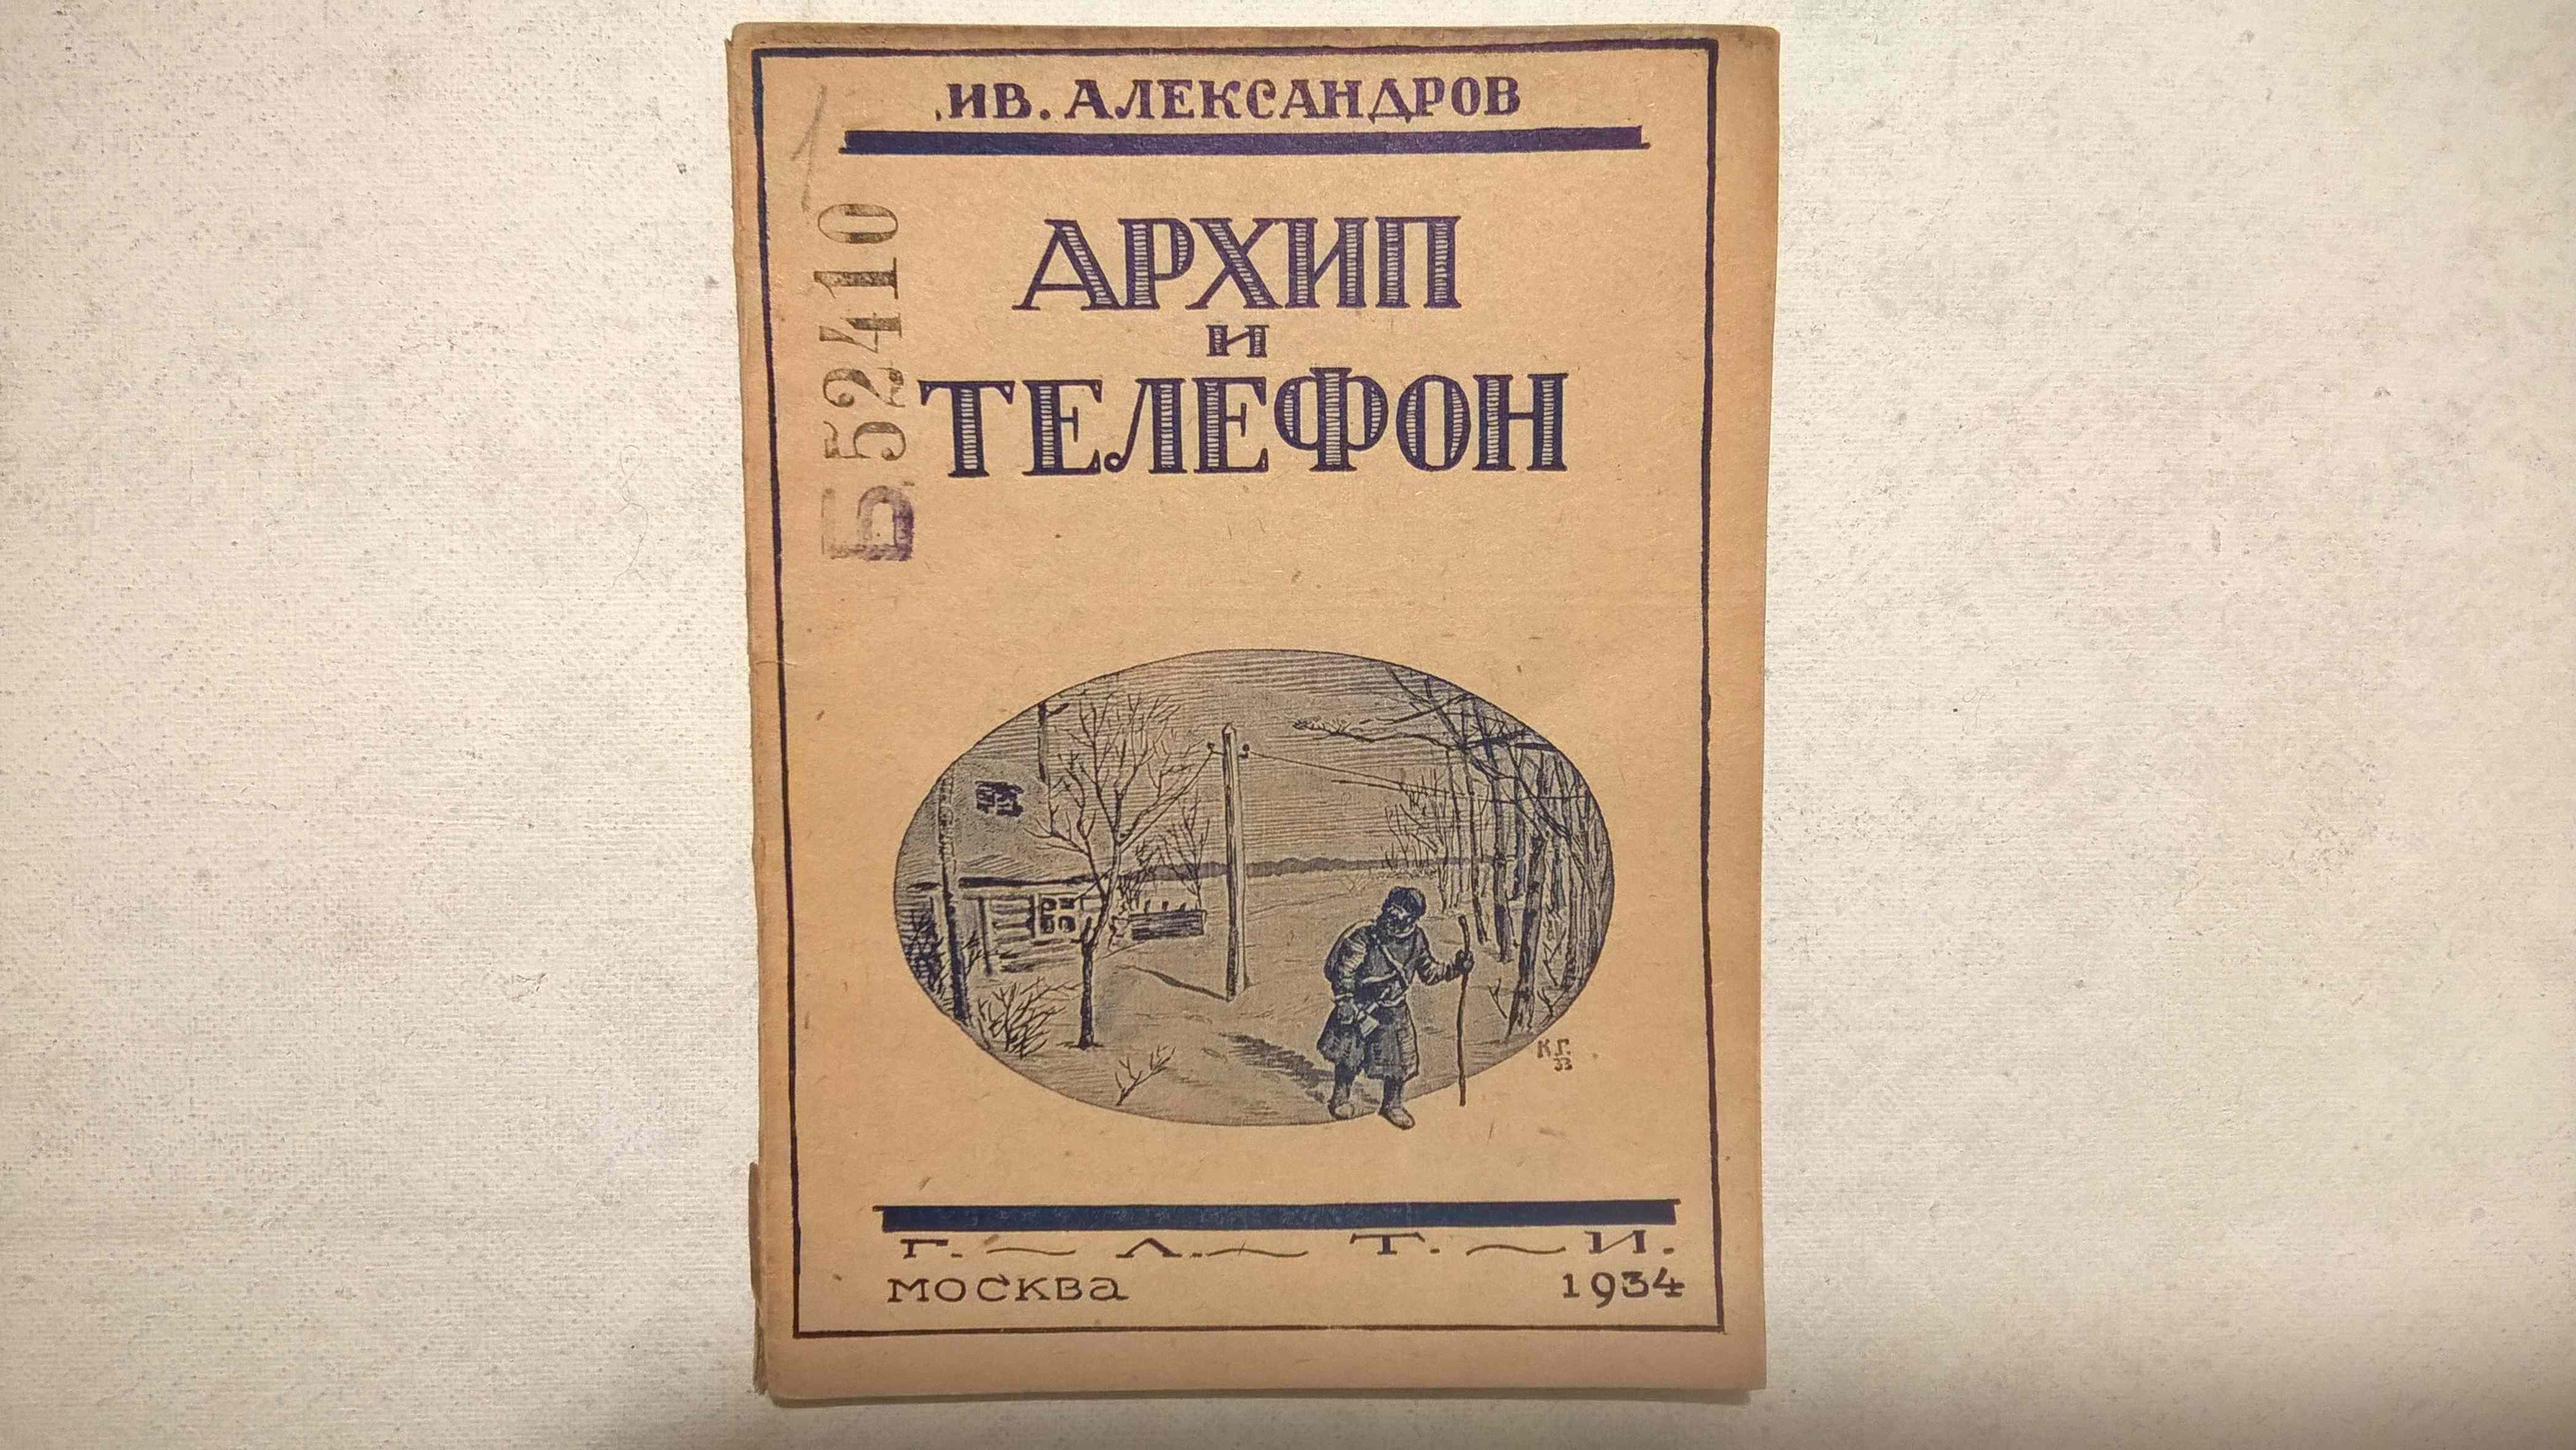 ИВ. АЛЕКСАНДРОВ
АРХИП
И
ТЕЛЕФОН
Б 52410
КГ.
33
Г. ~ Л. ~ Т. ~ И.
МОСКВА 1934